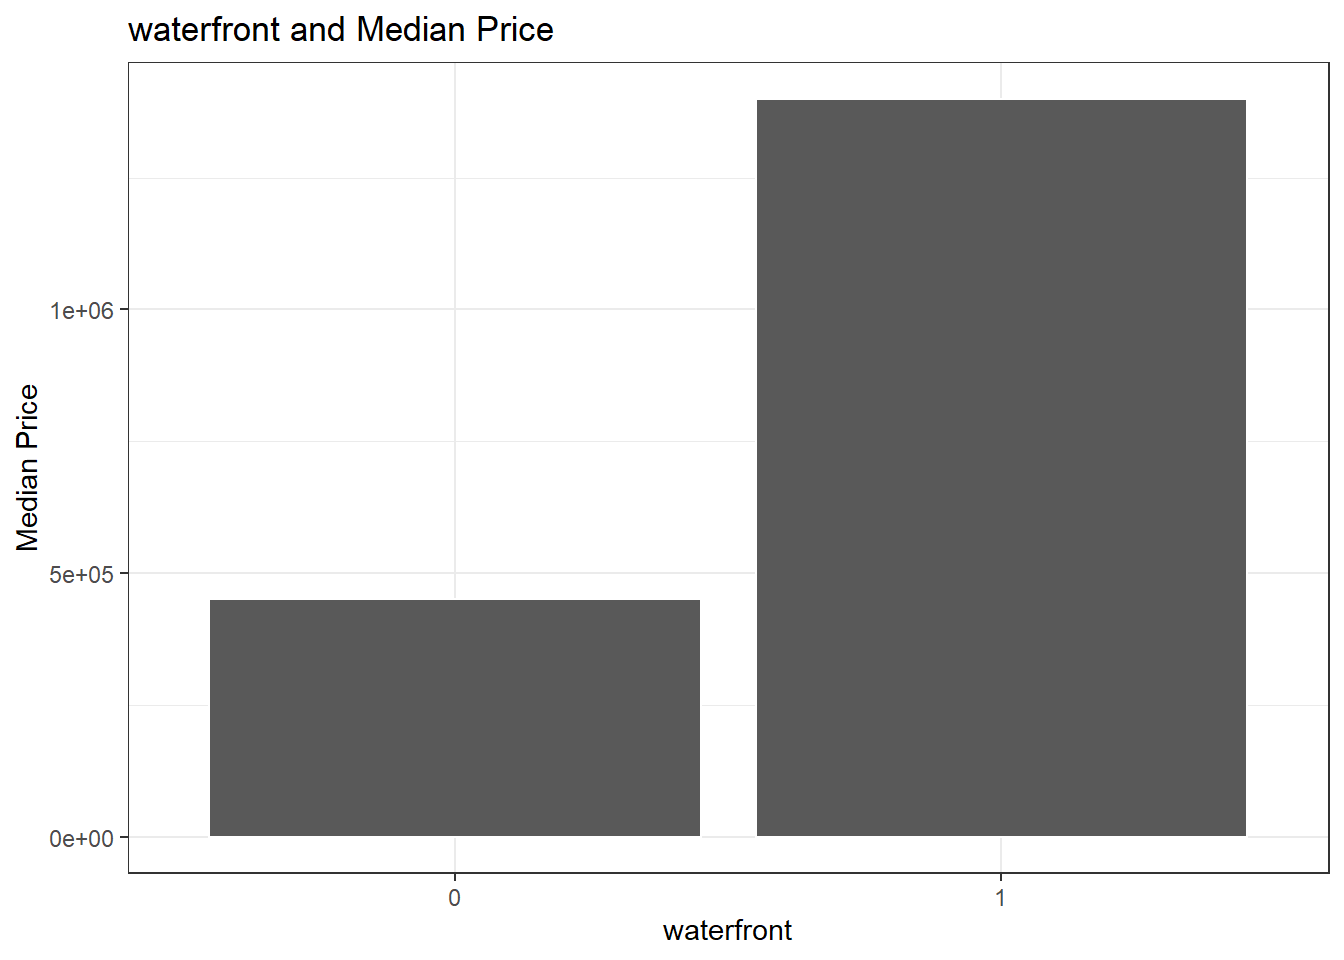 waterfront and Median Price
Median Price
1e+06
5e+05
0e+00
0
1
waterfront